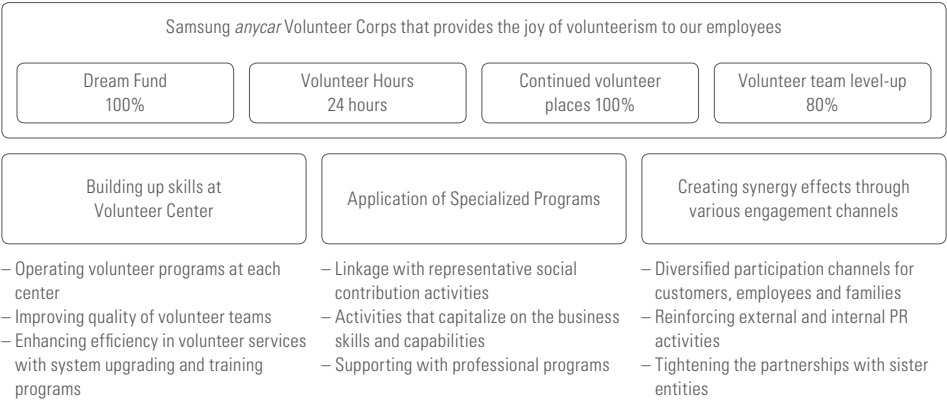 Samsung anycar Volunteer Corps that provides the joy of volunteerism to our employees
Dream Fund
100%
Volunteer Hours
24 hours
Continued volunteer
places 100%
Volunteer team level-up
80%
Building up skills at
Volunteer Center
Application of Specialized Programs
Creating synergy effects through
various engagement channels
– Operating volunteer programs at each
center
– Improving quality of volunteer teams
– Enhancing efficiency in volunteer services
with system upgrading and training
programs
– Linkage with representative social
contribution activities
– Activities that capitalize on the business
skills and capabilities
– Supporting with professional programs
– Diversified participation channels for
customers, employees and families
– Reinforcing external and internal PR
activities
– Tightening the partnerships with sister
entities